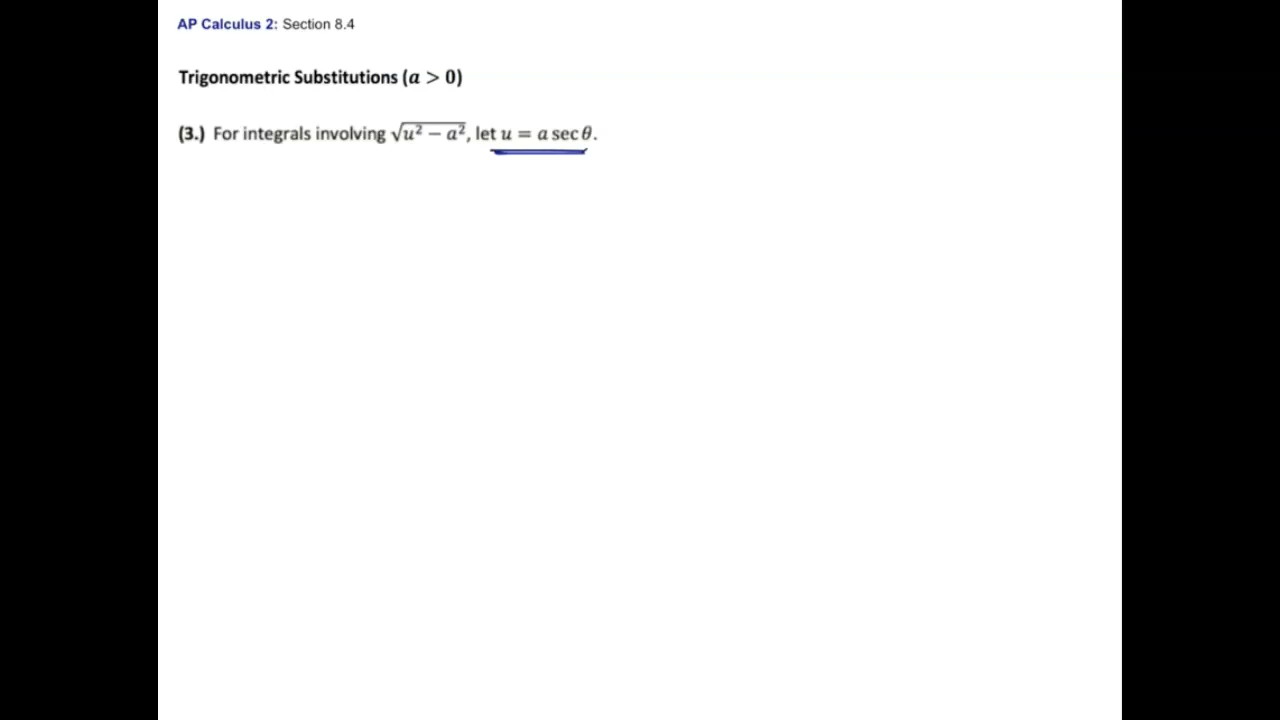 AP Calculus 2: Section 8.4
Trigonometric Substitutions (a > 0)
(3.) For integrals involving √(u² − a²), let u = a sec θ.